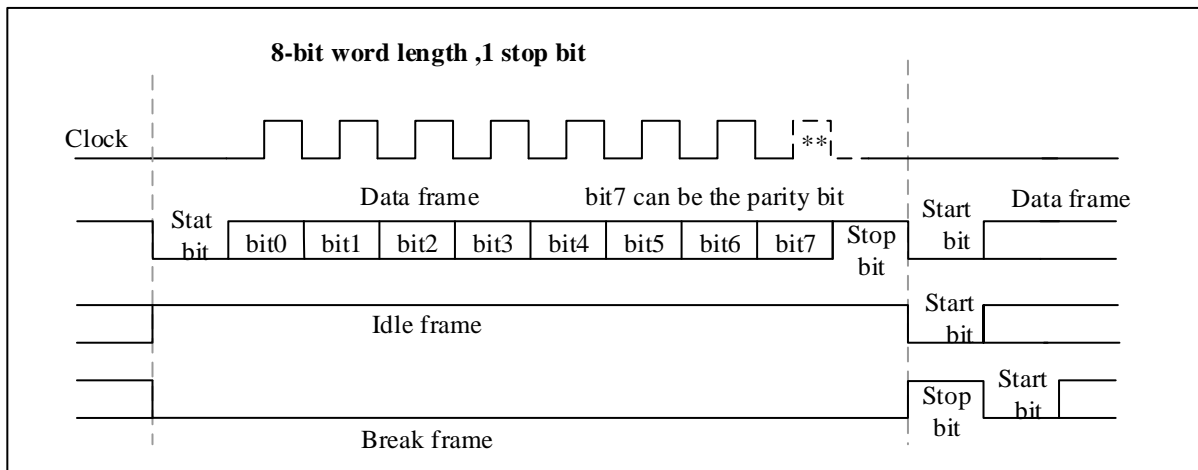 8-bit word length ,1 stop bit
Clock
**
Data frame
bit7 can be the parity bit
Stat
bit
bit0
bit1
bit2
bit3
bit4
bit5
bit6
bit7
Stop
bit
Start
bit
Data frame
Idle frame
Start
bit
Break frame
Stop
bit
Start
bit